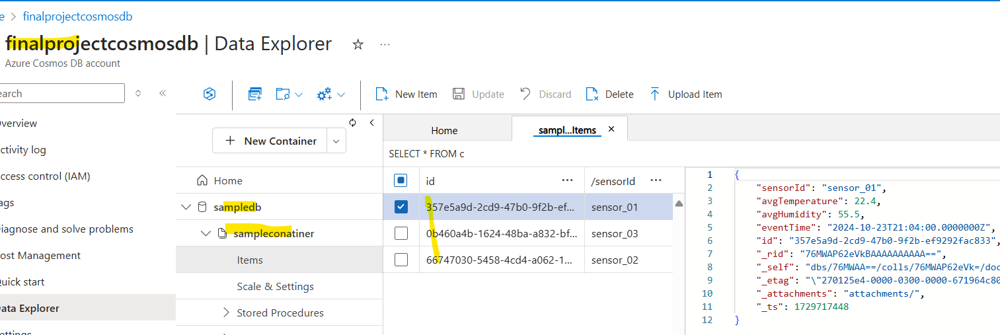 e > finalprojectcosmosdb
finalprojectcosmosdb | Data Explorer
Azure Cosmos DB account
earch
New Item Update Discard Delete Upload Item
verview
ctivity log
ccess control (IAM)
ags
iagnose and solve problems
ost Management
uick start
ata Explorer
ettings
New Container
Home
sampledb
sampleconatiner
Items
Scale & Settings
Stored Procedures
Home sampl...Items
SELECT * FROM c
id ... /sensorId ...
357e5a9d-2cd9-47b0-9f2b-ef... sensor_01
0b460a4b-1624-48ba-a832-bf... sensor_03
66747030-5458-4cd4-a062-1... sensor_02
1 {
2 "sensorId": "sensor_01",
3 "avgTemperature": 22.4,
4 "avgHumidity": 55.5,
5 "eventTime": "2024-10-23T21:04:00.0000000Z",
6 "id": "357e5a9d-2cd9-47b0-9f2b-ef9292fac833",
7 "_rid": "76MWAP62eVkBAAAAAAAAAA==",
8 "_self": "dbs/76MWAA==/colls/76MWAP62eVk=/doc
9 "_etag": "\"270125e4-0000-0300-0000-671964c80
10 "_attachments": "attachments/",
11 "_ts": 1729717448
12 }